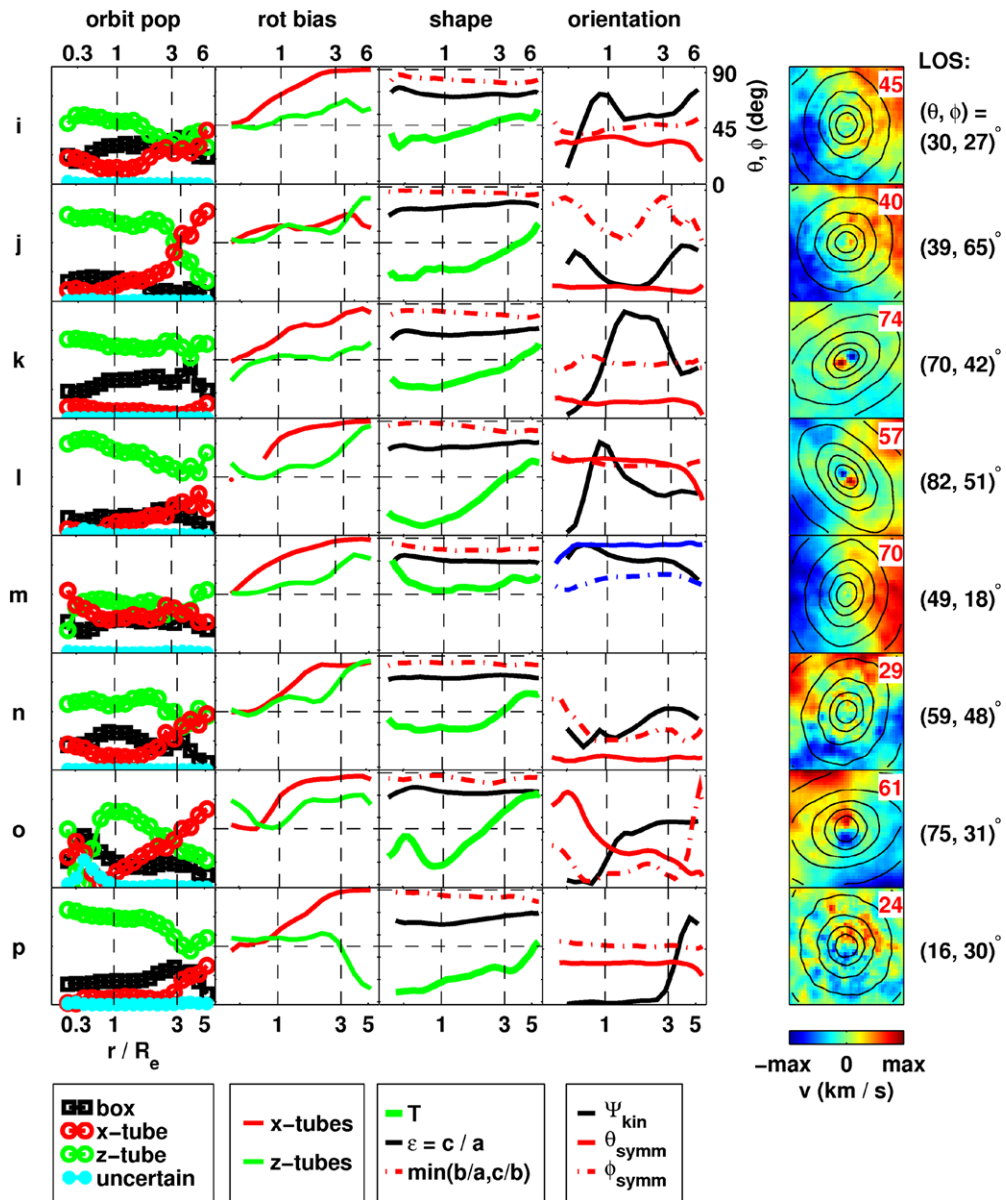 orbit pop rot bias shape orientation
0.3 1 3 6 1 3 6 1 3 6 1 3 6
LOS:
i 90 45 0 θ, ϕ (deg) 45 (θ, ϕ) = (30, 27)°
j 40 (39, 65)°
k 74 (70, 42)°
l 57 (82, 51)°
m 70 (49, 18)°
n 29 (59, 48)°
o 61 (75, 31)°
p 24 (16, 30)°
0.3 1 3 5 1 3 5 1 3 5 1 3 5
r / Re
−max 0 max
v (km / s)
box
x−tube
z−tube
uncertain
x−tubes
z−tubes
T
ε = c / a
min(b/a,c/b)
Ψkin
θsymm
ϕsymm